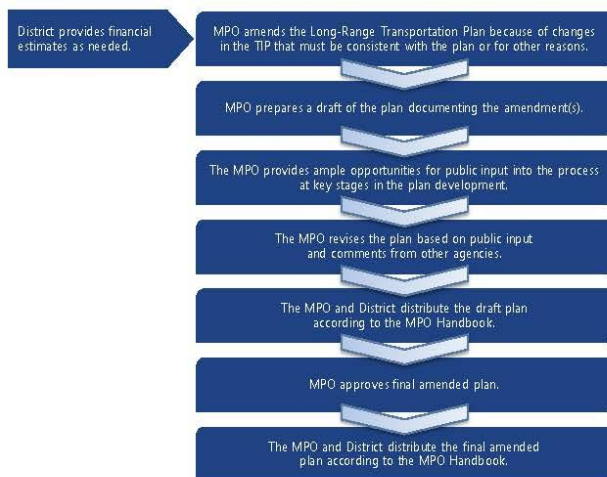 District provides financial
estimates as needed.
MPO amends the Long-Range Transportation Plan because of changes
in the TIP that must be consistent with the plan or for other reasons.
MPO prepares a draft of the plan documenting the amendment(s).
The MPO provides ample opportunities for public input into the process
at key stages in the plan development.
The MPO revises the plan based on public input
and comments from other agencies.
The MPO and District distribute the draft plan
according to the MPO Handbook.
MPO approves final amended plan.
The MPO and District distribute the final amended
plan according to the MPO Handbook.